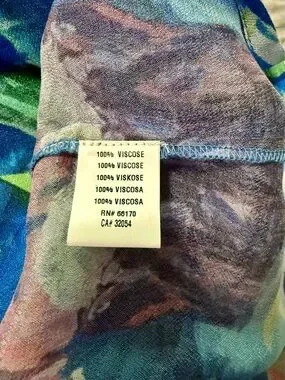 100% VISCOSE
100% VISCOSE
100% VISKOSE
100% VISCOSA
100% VISCOSA
RN# 66170
CA# 32054